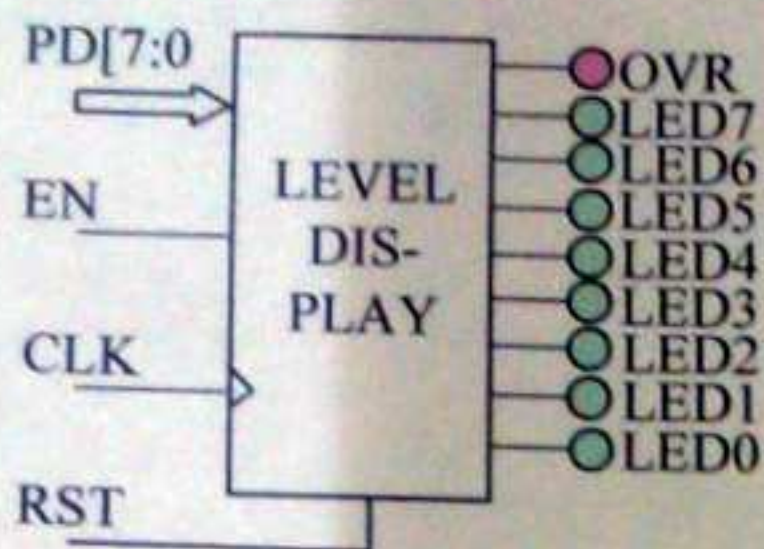 PD[7:0
EN
CLK
RST
LEVEL
DIS-
PLAY
OVR
LED7
LED6
LED5
LED4
LED3
LED2
LED1
LED0